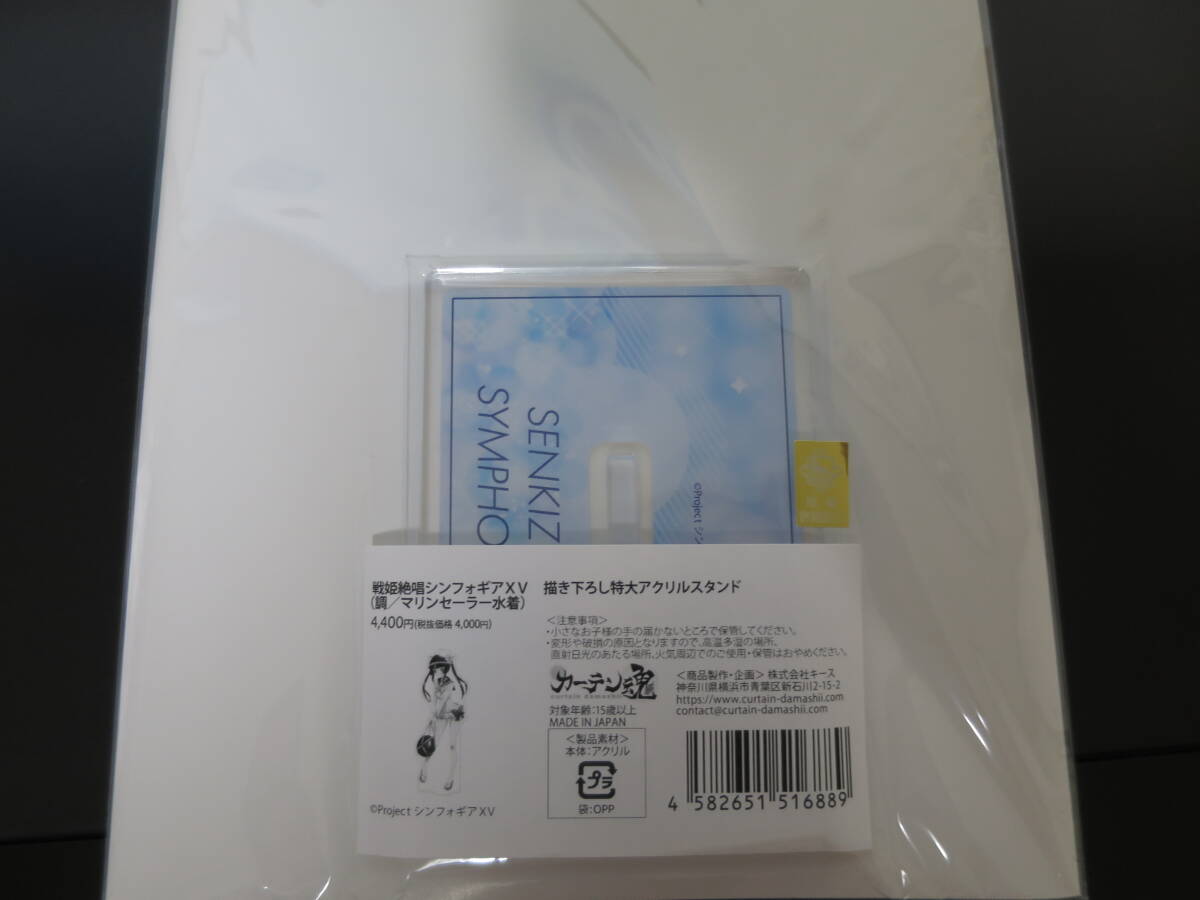 SENKIZ
SYMPHO
©Project シン
戦姫絶唱シンフォギアXV 描き下ろし特大アクリルスタンド
(調／マリンセーラー水着)
4,400円(税抜価格 4,000円)
＜注意事項＞
・小さなお子様の手の届かないところで保管してください。
・変形や破損の原因となりますので、高温多湿の場所、
直射日光のあたる場所、火気周辺でのご使用・保管はおやめください。
カーテン魂
curtain damashii
対象年齢：15歳以上
MADE IN JAPAN
＜商品製作・企画＞ 株式会社キース
神奈川県横浜市青葉区新石川2-15-2
https://www.curtain-damashii.com
contact@curtain-damashii.com
＜製品素材＞
本体：アクリル
プラ
袋：OPP
4 582651 516889
©Project シンフォギアXV